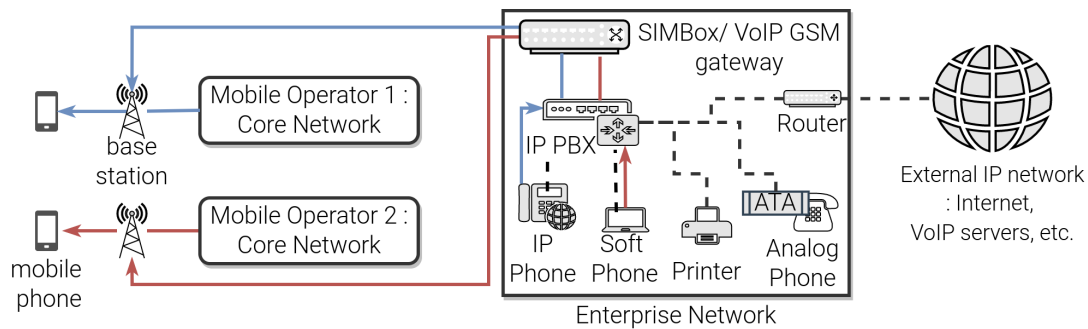 SIMBox/ VoIP GSM
gateway
Mobile Operator 1 :
Core Network
base
station
IP PBX
Router
External IP network
: Internet,
VoIP servers, etc.
Mobile Operator 2 :
Core Network
mobile
phone
IP
Phone
Soft
Phone
Printer
ATA
Analog
Phone
Enterprise Network